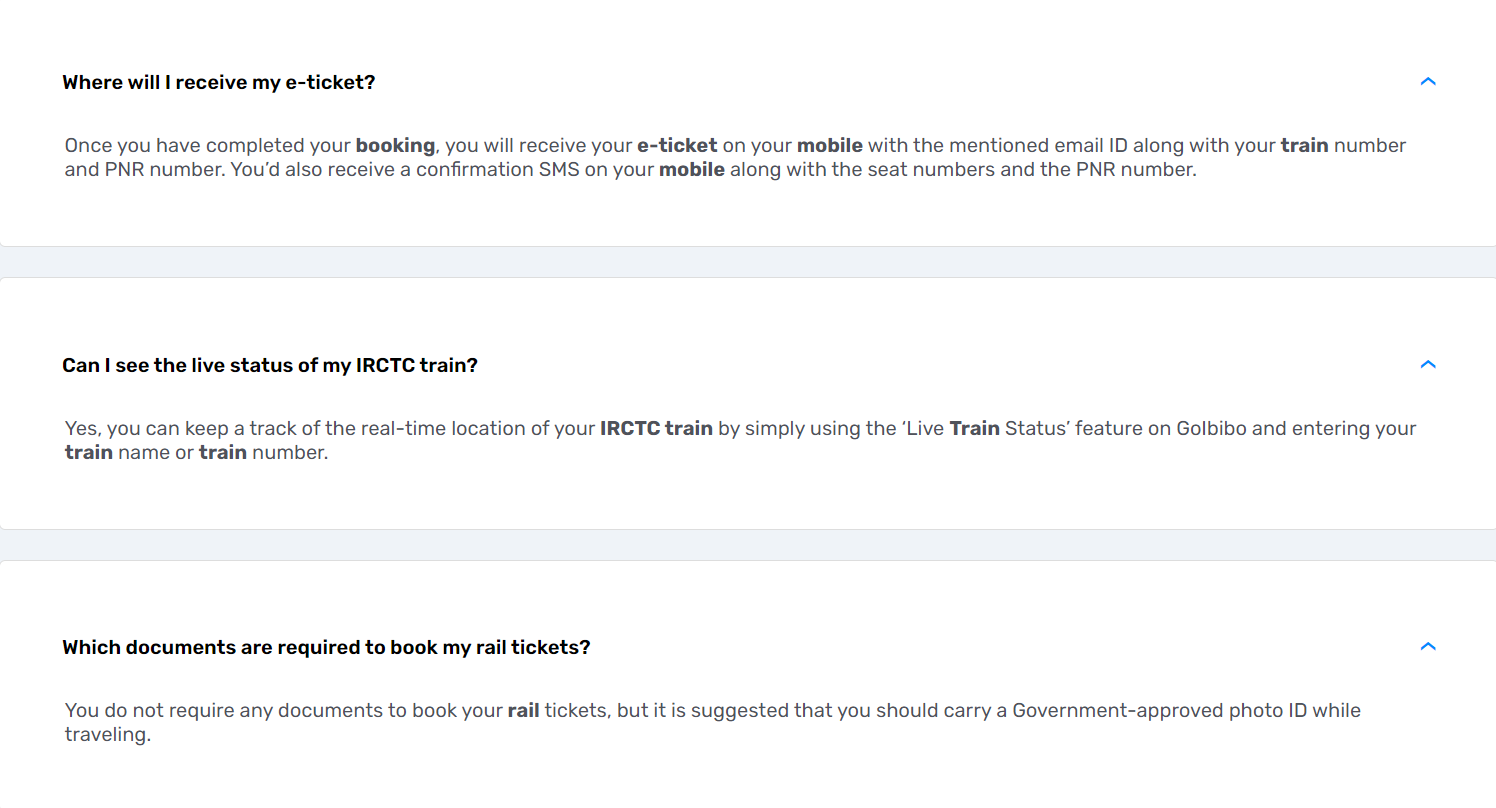 Where will I receive my e-ticket?
Once you have completed your booking, you will receive your e-ticket on your mobile with the mentioned email ID along with your train number
and PNR number. You’d also receive a confirmation SMS on your mobile along with the seat numbers and the PNR number.
Can I see the live status of my IRCTC train?
Yes, you can keep a track of the real-time location of your IRCTC train by simply using the ‘Live Train Status’ feature on GoIbibo and entering your
train name or train number.
Which documents are required to book my rail tickets?
You do not require any documents to book your rail tickets, but it is suggested that you should carry a Government-approved photo ID while
traveling.